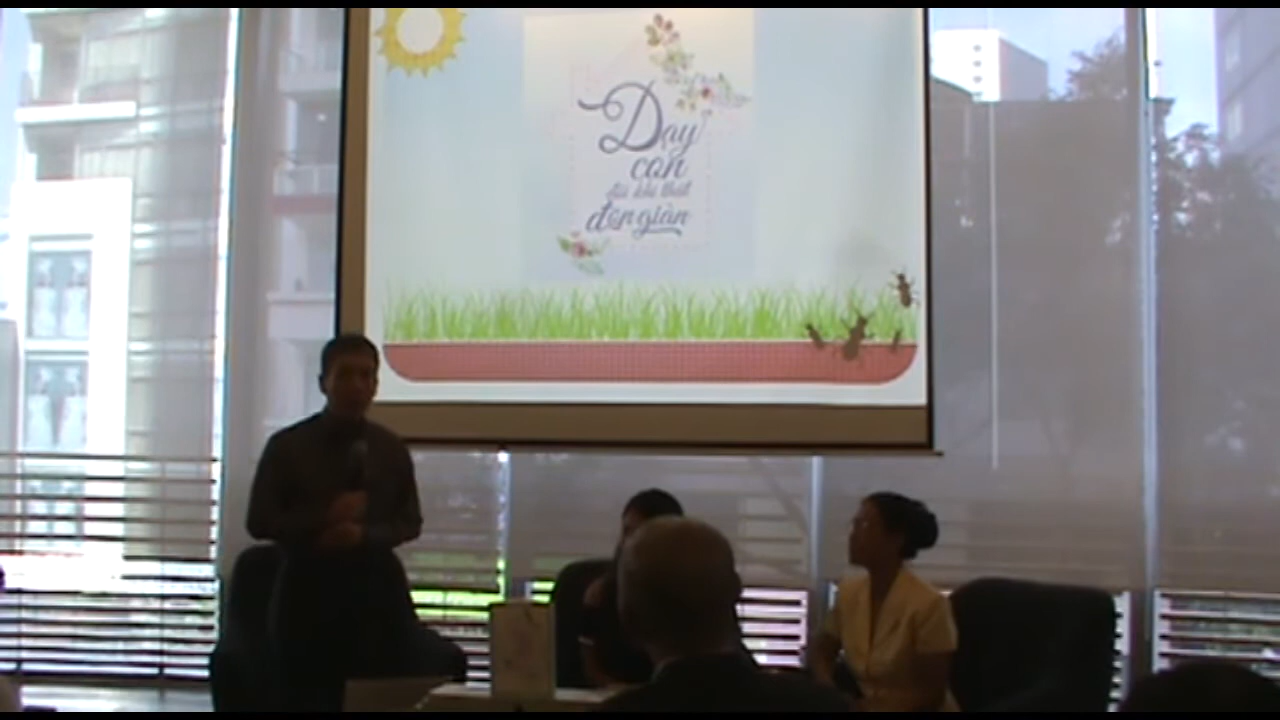 Dạy
con
đôi khi thật
đơn giản